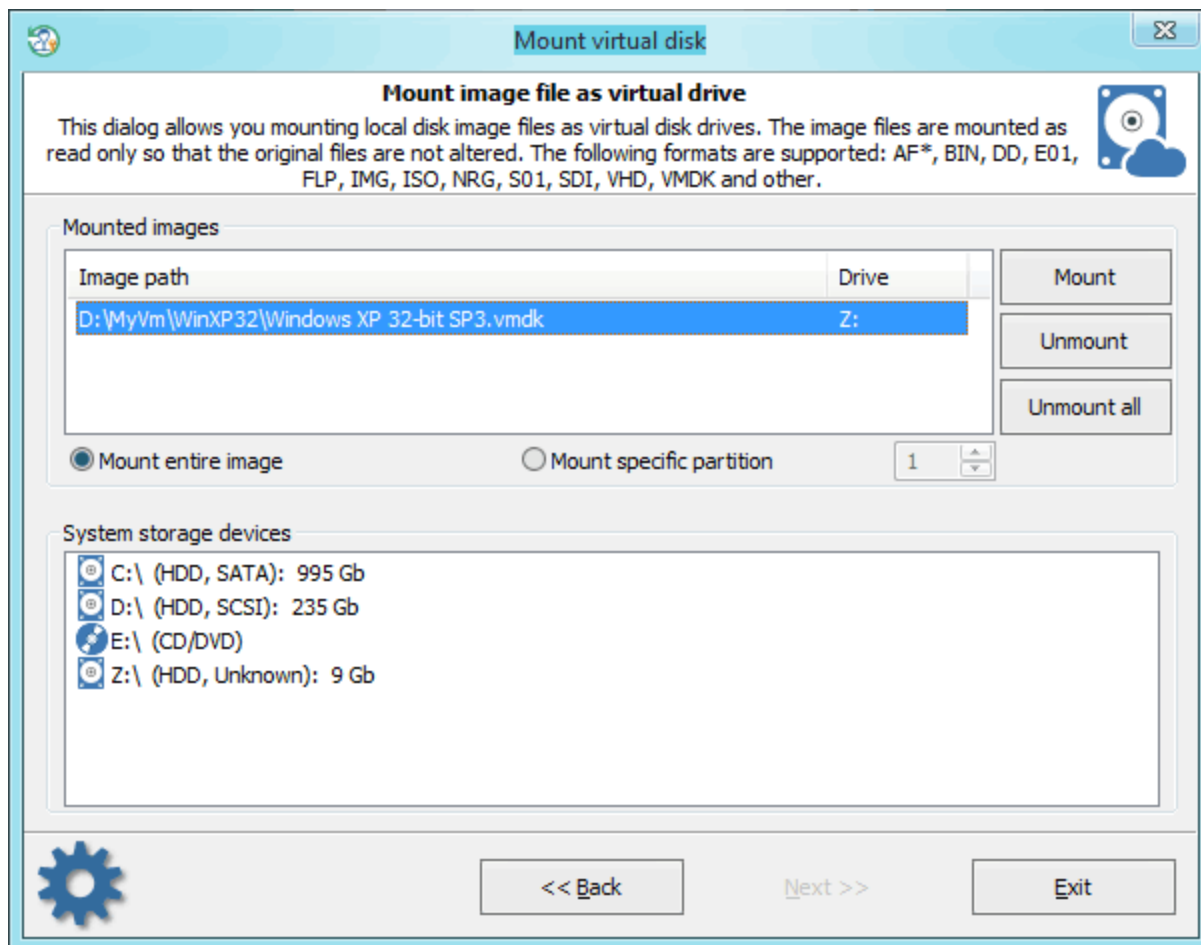 Mount virtual disk
Mount image file as virtual drive
This dialog allows you mounting local disk image files as virtual disk drives. The image files are mounted as
read only so that the original files are not altered. The following formats are supported: AF*, BIN, DD, E01,
FLP, IMG, ISO, NRG, S01, SDI, VHD, VMDK and other.
Mounted images
Image path Drive
D:\MyVm\WinXP32\Windows XP 32-bit SP3.vmdk Z:
Mount
Unmount
Unmount all
Mount entire image Mount specific partition 1
System storage devices
C:\ (HDD, SATA): 995 Gb
D:\ (HDD, SCSI): 235 Gb
E:\ (CD/DVD)
Z:\ (HDD, Unknown): 9 Gb
<< Back Next >> Exit